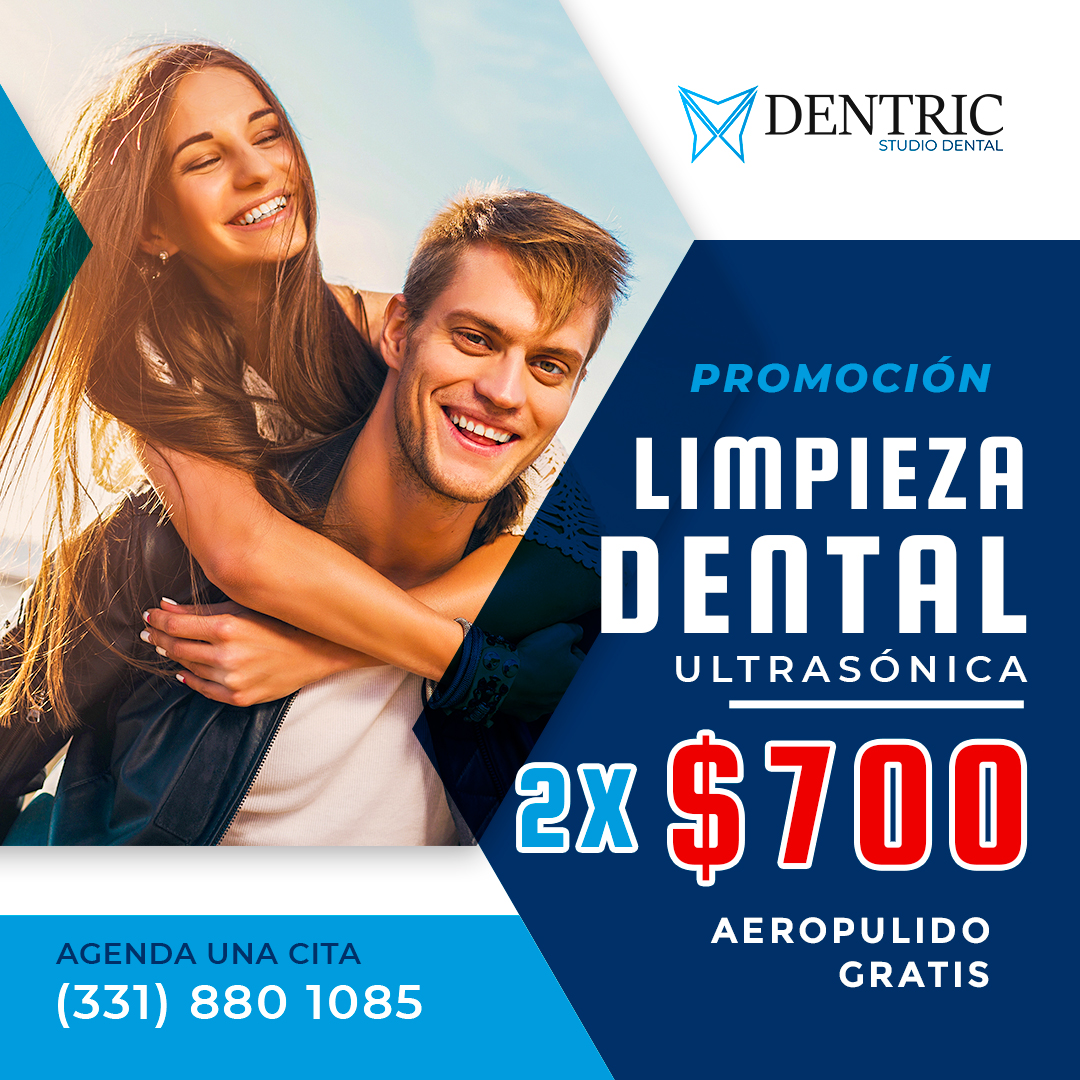 DENTRIC
STUDIO DENTAL
PROMOCIÓN
LIMPIEZA
DENTAL
ULTRASÓNICA
2X $700
AEROPULIDO
GRATIS
AGENDA UNA CITA
(331) 880 1085